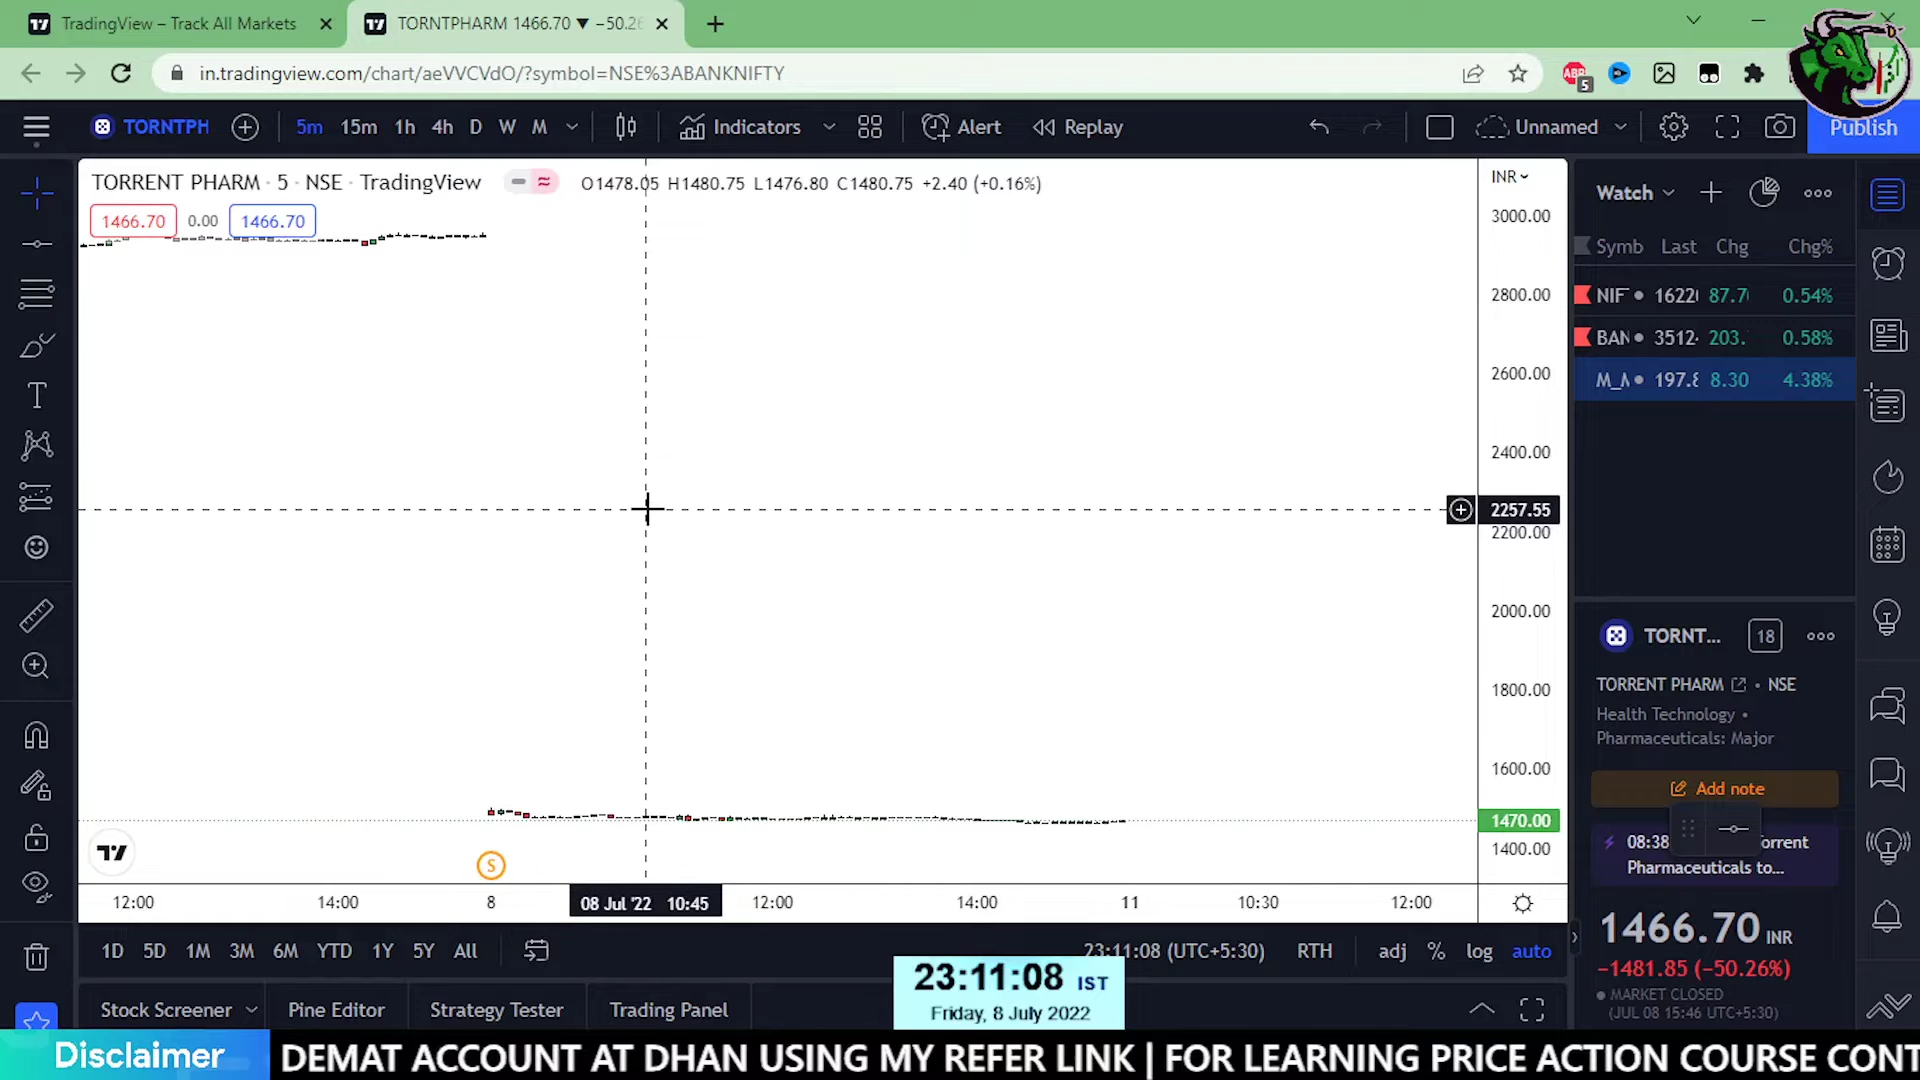 TradingView – Track All Markets
TORNTPHARM 1466.70 ▼ −50.26
in.tradingview.com/chart/aeVVCVdO/?symbol=NSE%3ABANKNIFTY
ABP
5
TORNTPH
5m 15m 1h 4h D W M
Indicators
Alert
Replay
Unnamed
Publish
TORRENT PHARM · 5 · NSE · TradingView
O1478.05 H1480.75 L1476.80 C1480.75 +2.40 (+0.16%)
1466.70 0.00 1466.70
INR
3000.00
2800.00
2600.00
2400.00
2257.55
2200.00
2000.00
1800.00
1600.00
1470.00
1400.00
S
12:00 14:00 8 08 Jul '22 10:45 12:00 14:00 11 10:30 12:00
1D 5D 1M 3M 6M YTD 1Y 5Y All
23:11:08 (UTC+5:30) RTH adj % log auto
Stock Screener Pine Editor Strategy Tester Trading Panel
23:11:08 IST
Friday, 8 July 2022
Watch
Symb Last Chg Chg%
NIF 1622 87.7 0.54%
BAN 3512 203. 0.58%
M_M 197.8 8.30 4.38%
TORNT... 18
TORRENT PHARM • NSE
Health Technology •
Pharmaceuticals: Major
Add note
08:38 orrent
Pharmaceuticals to...
1466.70 INR
−1481.85 (−50.26%)
MARKET CLOSED
(JUL 08 15:46 UTC+5:30)
Disclaimer
DEMAT ACCOUNT AT DHAN USING MY REFER LINK | FOR LEARNING PRICE ACTION COURSE CONT